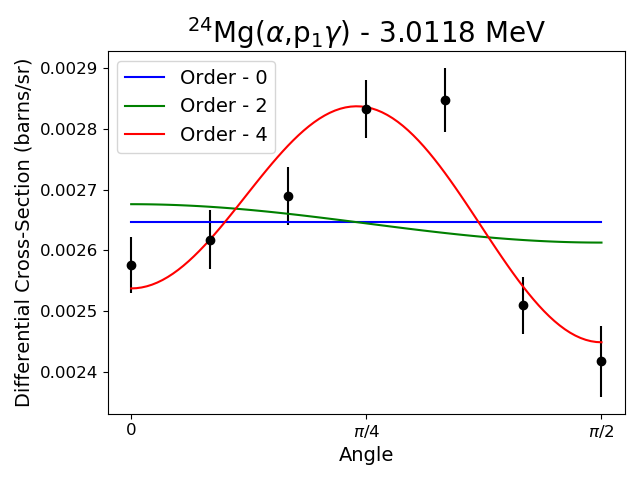 ²⁴Mg(α,p₁γ) - 3.0118 MeV
Order - 0
Order - 2
Order - 4
Differential Cross-Section (barns/sr)
0.0029
0.0028
0.0027
0.0026
0.0025
0.0024
0
π/4
π/2
Angle